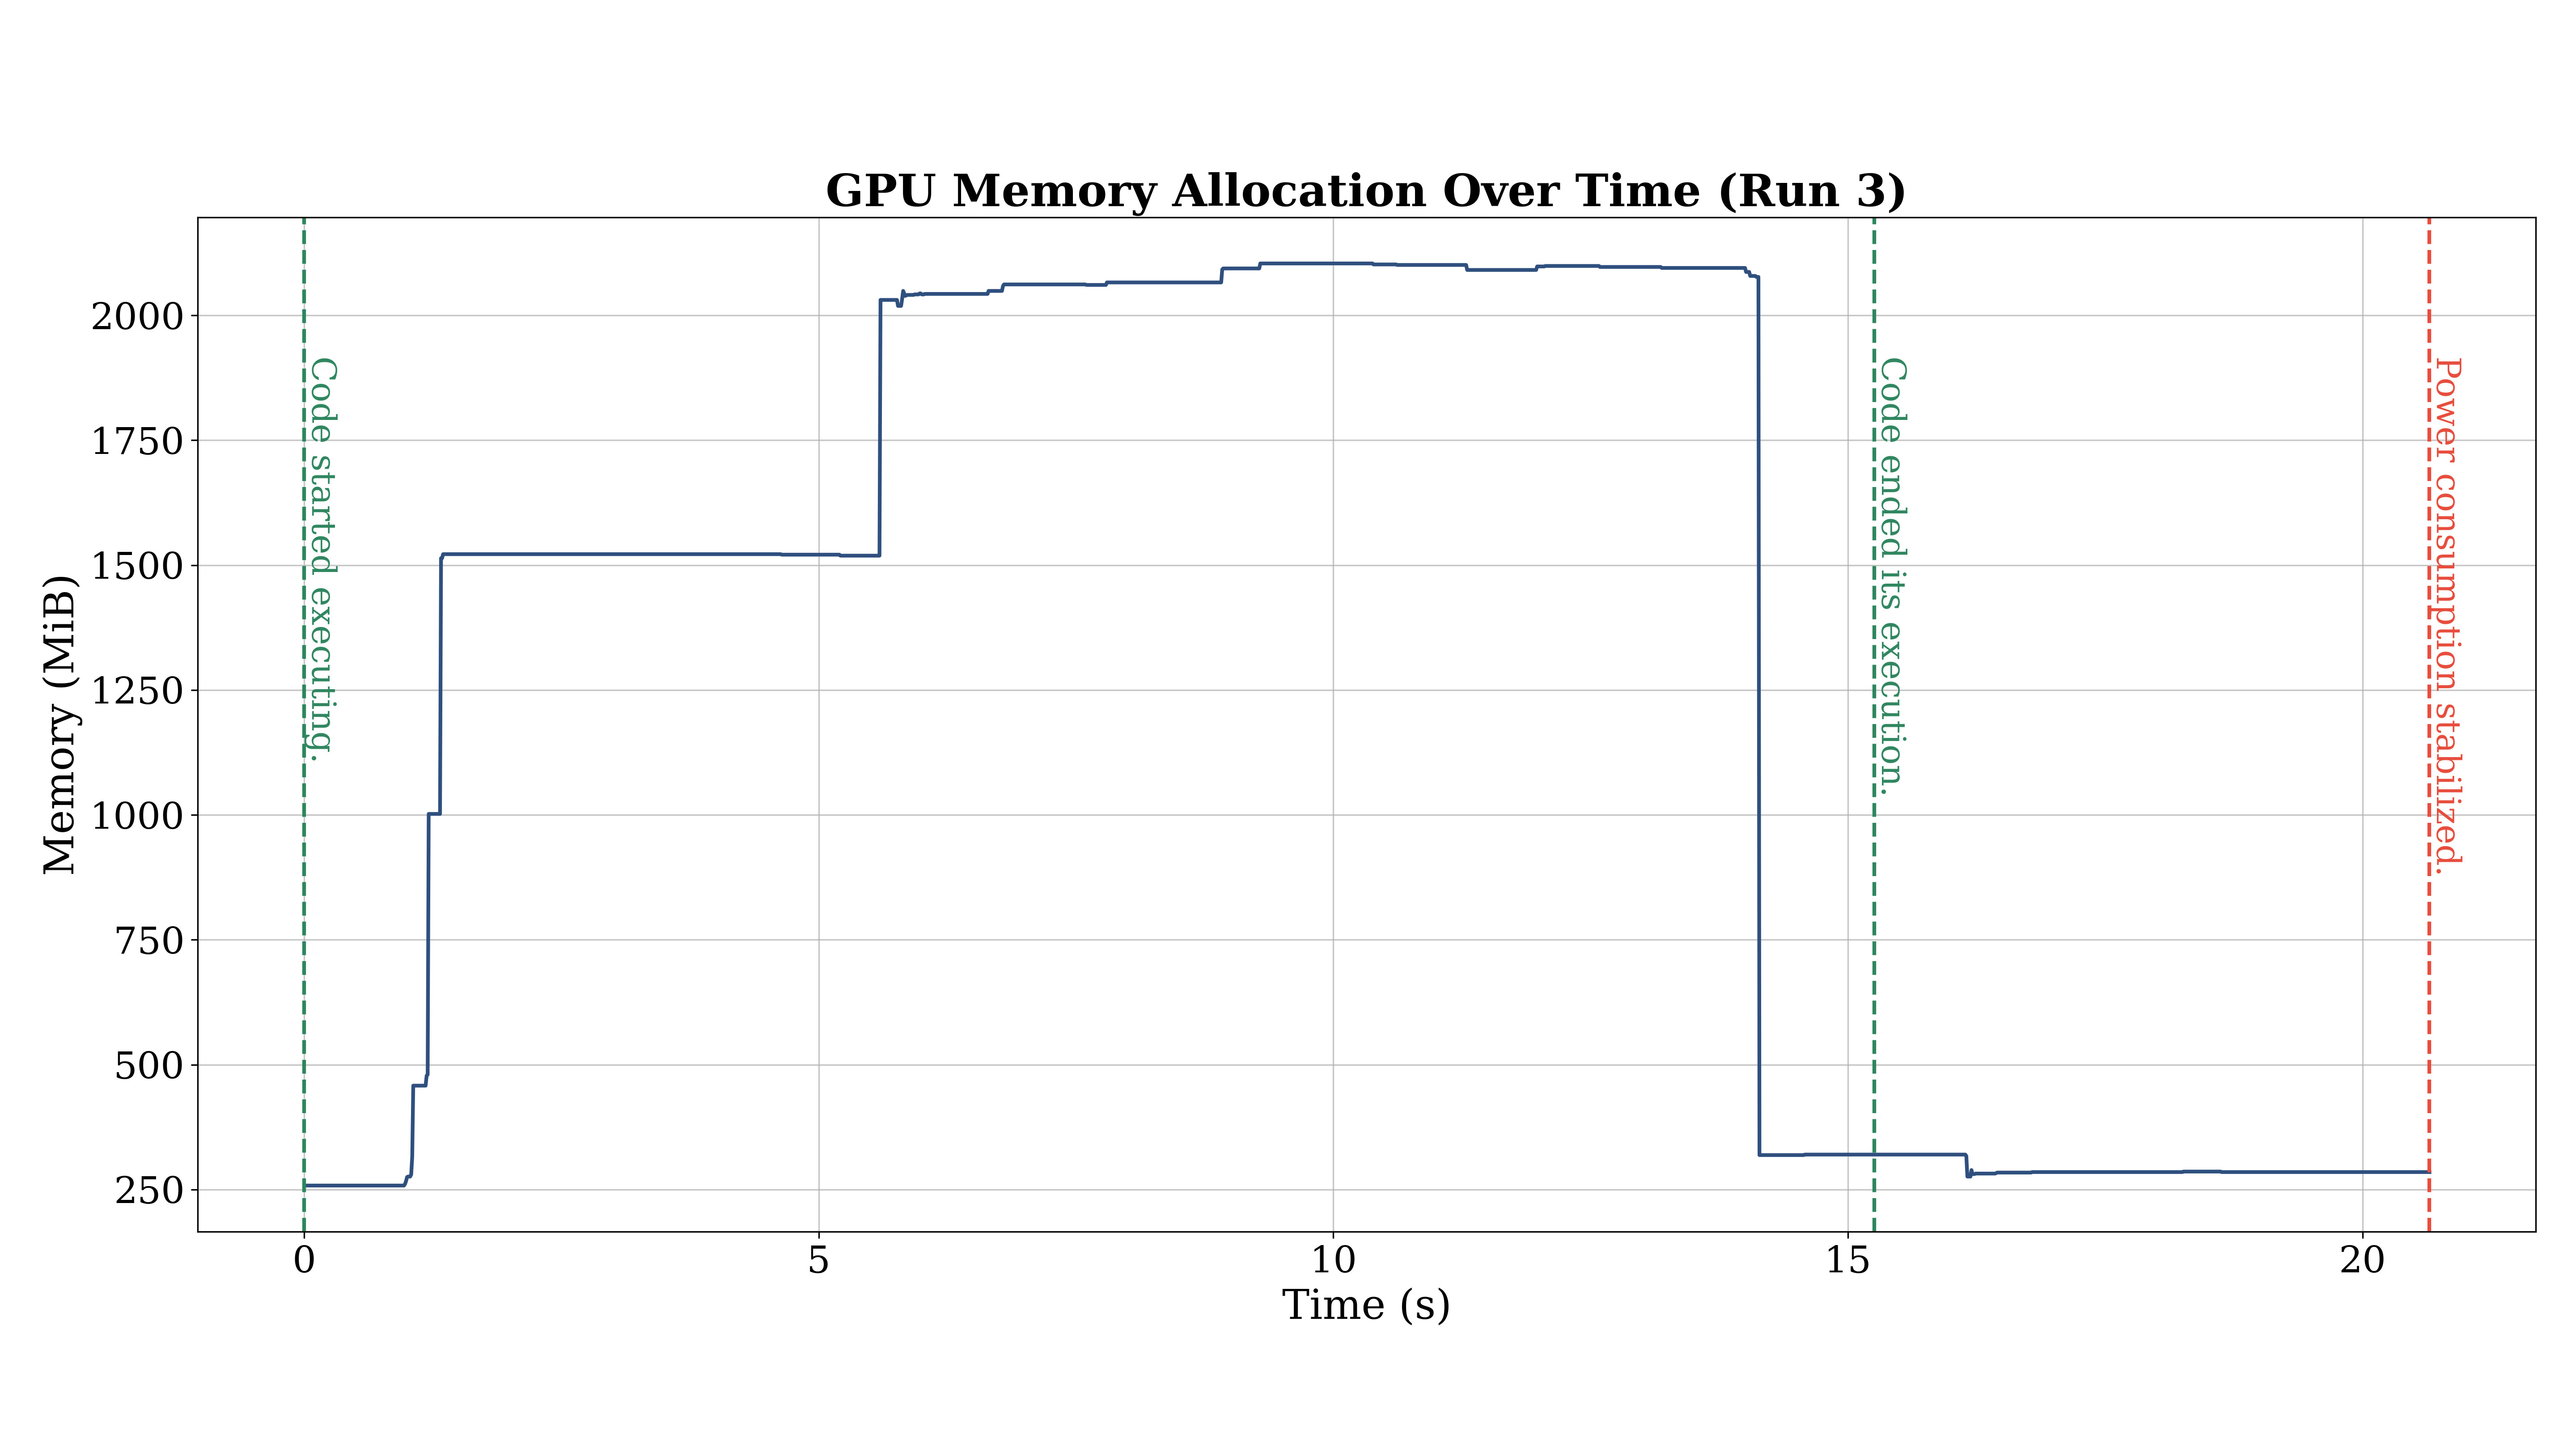 GPU Memory Allocation Over Time (Run 3)
Memory (MiB)
2000
1750
1500
1250
1000
750
500
250
Code started executing.
Code ended its execution.
Power consumption stabilized.
0
5
10
15
20
Time (s)